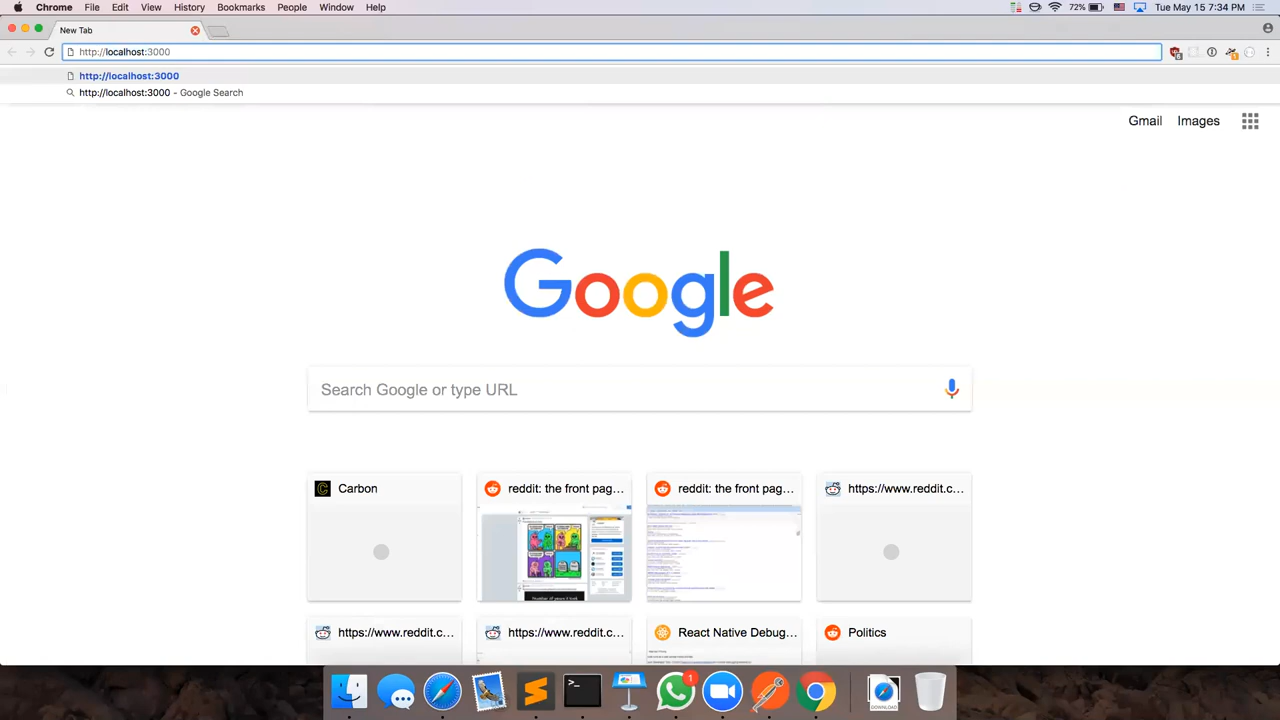 Chrome File Edit View History Bookmarks People Window Help 72% Tue May 15 7:34 PM
New Tab
http://localhost:3000
http://localhost:3000
http://localhost:3000 - Google Search
Gmail Images
Google
Search Google or type URL
Carbon
reddit: the front pag...
reddit: the front pag...
https://www.reddit.c...
https://www.reddit.c...
https://www.reddit.c...
React Native Debug...
Politics
1
DOWNLOAD